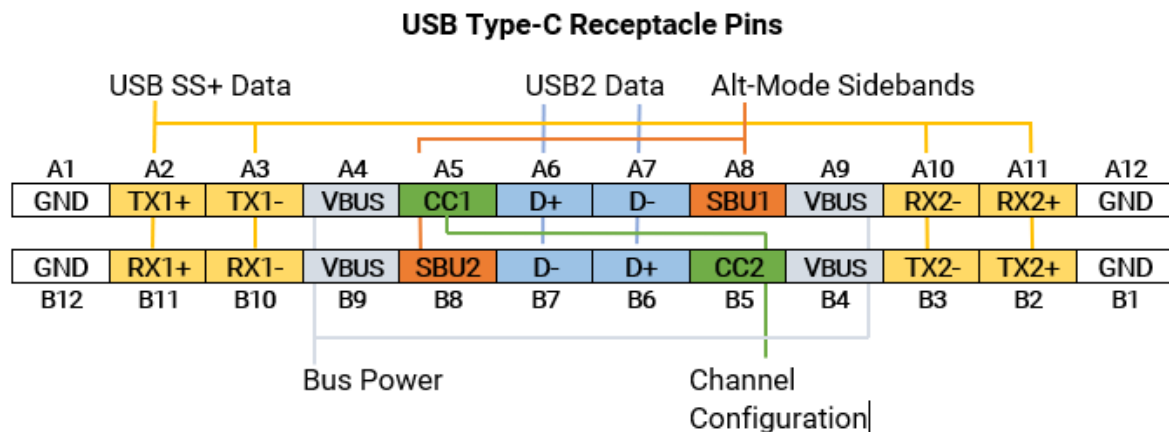 USB Type-C Receptacle Pins
USB SS+ Data USB2 Data Alt-Mode Sidebands
A1 A2 A3 A4 A5 A6 A7 A8 A9 A10 A11 A12
GND TX1+ TX1- VBUS CC1 D+ D- SBU1 VBUS RX2- RX2+ GND
GND RX1+ RX1- VBUS SBU2 D- D+ CC2 VBUS TX2- TX2+ GND
B12 B11 B10 B9 B8 B7 B6 B5 B4 B3 B2 B1
Bus Power Channel
Configuration